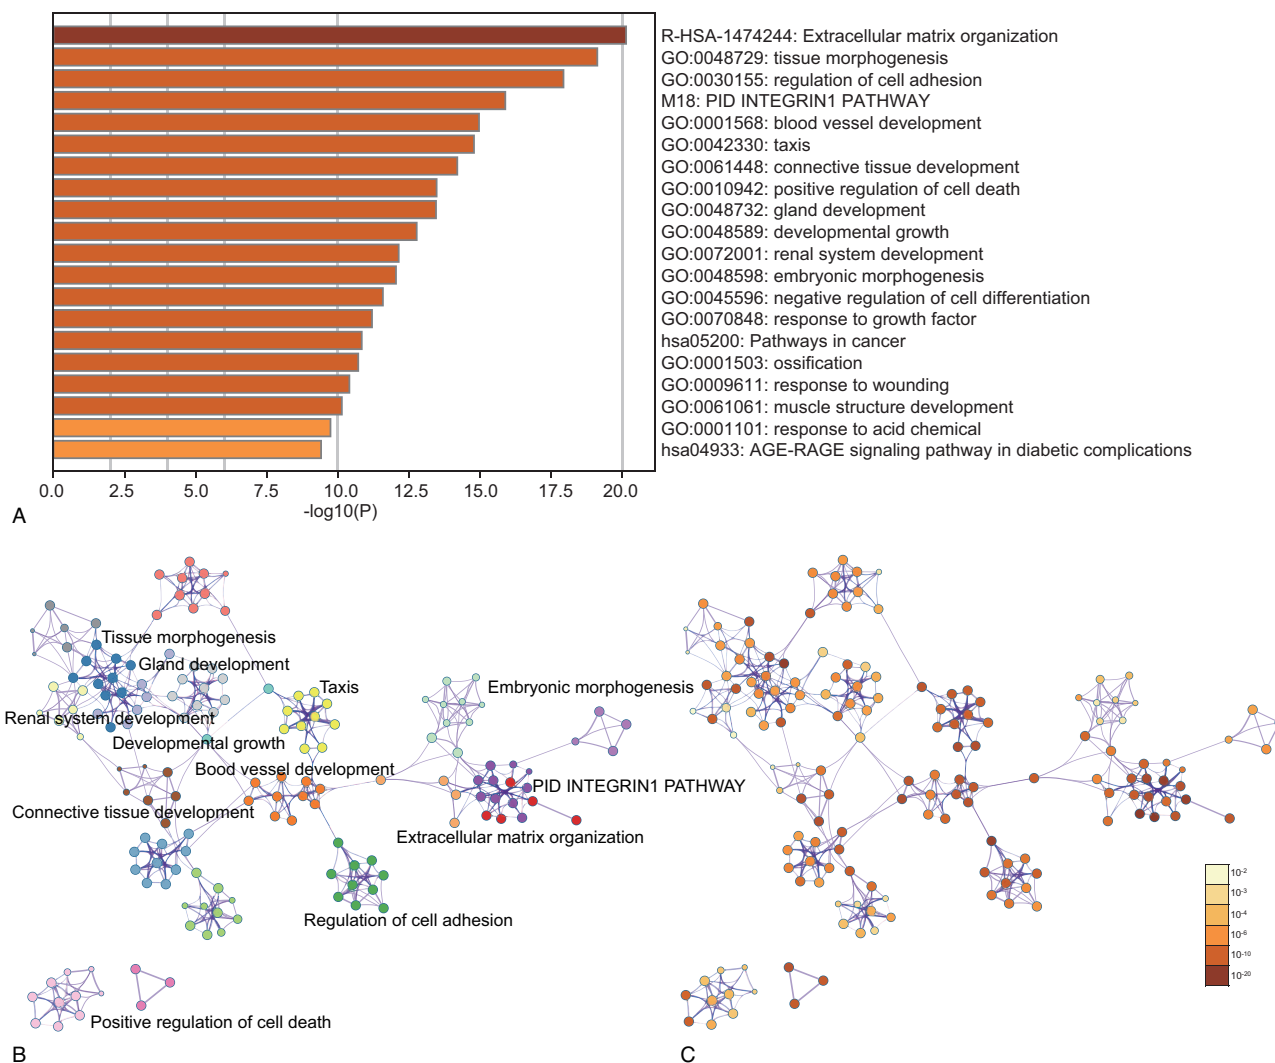 R-HSA-1474244: Extracellular matrix organization
GO:0048729: tissue morphogenesis
GO:0030155: regulation of cell adhesion
M18: PID INTEGRIN1 PATHWAY
GO:0001568: blood vessel development
GO:0042330: taxis
GO:0061448: connective tissue development
GO:0010942: positive regulation of cell death
GO:0048732: gland development
GO:0048589: developmental growth
GO:0072001: renal system development
GO:0048598: embryonic morphogenesis
GO:0045596: negative regulation of cell differentiation
GO:0070848: response to growth factor
hsa05200: Pathways in cancer
GO:0001503: ossification
GO:0009611: response to wounding
GO:0061061: muscle structure development
GO:0001101: response to acid chemical
hsa04933: AGE-RAGE signaling pathway in diabetic complications
0.0 2.5 5.0 7.5 10.0 12.5 15.0 17.5 20.0
-log10(P)
A
Tissue morphogenesis
Gland development
Taxis
Embryonic morphogenesis
Renal system development
Developmental growth
Bood vessel development
PID INTEGRIN1 PATHWAY
Connective tissue development
Extracellular matrix organization
Regulation of cell adhesion
Positive regulation of cell death
B
10-2
10-3
10-4
10-6
10-10
10-20
C